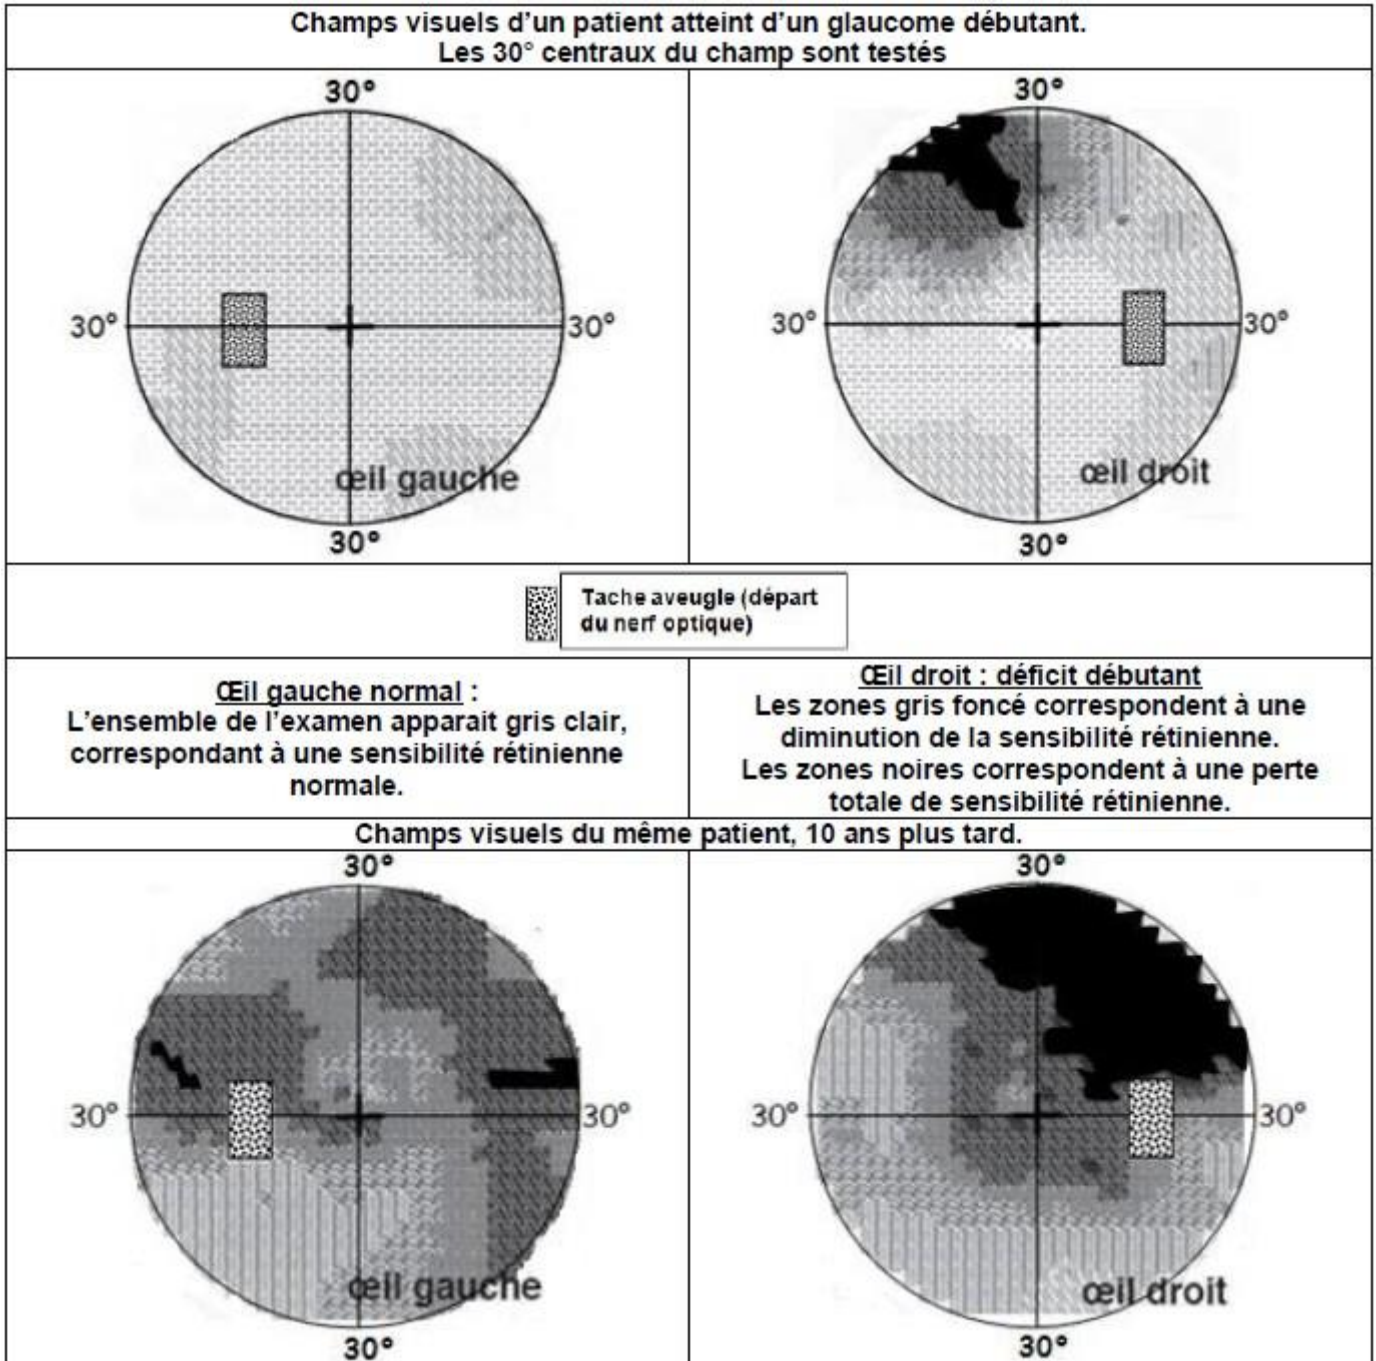 Champs visuels d'un patient atteint d'un glaucome débutant.
Les 30° centraux du champ sont testés
30°
30°
30°
œil gauche
30°
30°
30°
30°
œil droit
30°
Tache aveugle (départ
du nerf optique)
Œil gauche normal :
L'ensemble de l'examen apparait gris clair,
correspondant à une sensibilité rétinienne
normale.
Œil droit : déficit débutant
Les zones gris foncé correspondent à une
diminution de la sensibilité rétinienne.
Les zones noires correspondent à une perte
totale de sensibilité rétinienne.
Champs visuels du même patient, 10 ans plus tard.
30°
30°
30°
œil gauche
30°
30°
30°
30°
œil droit
30°